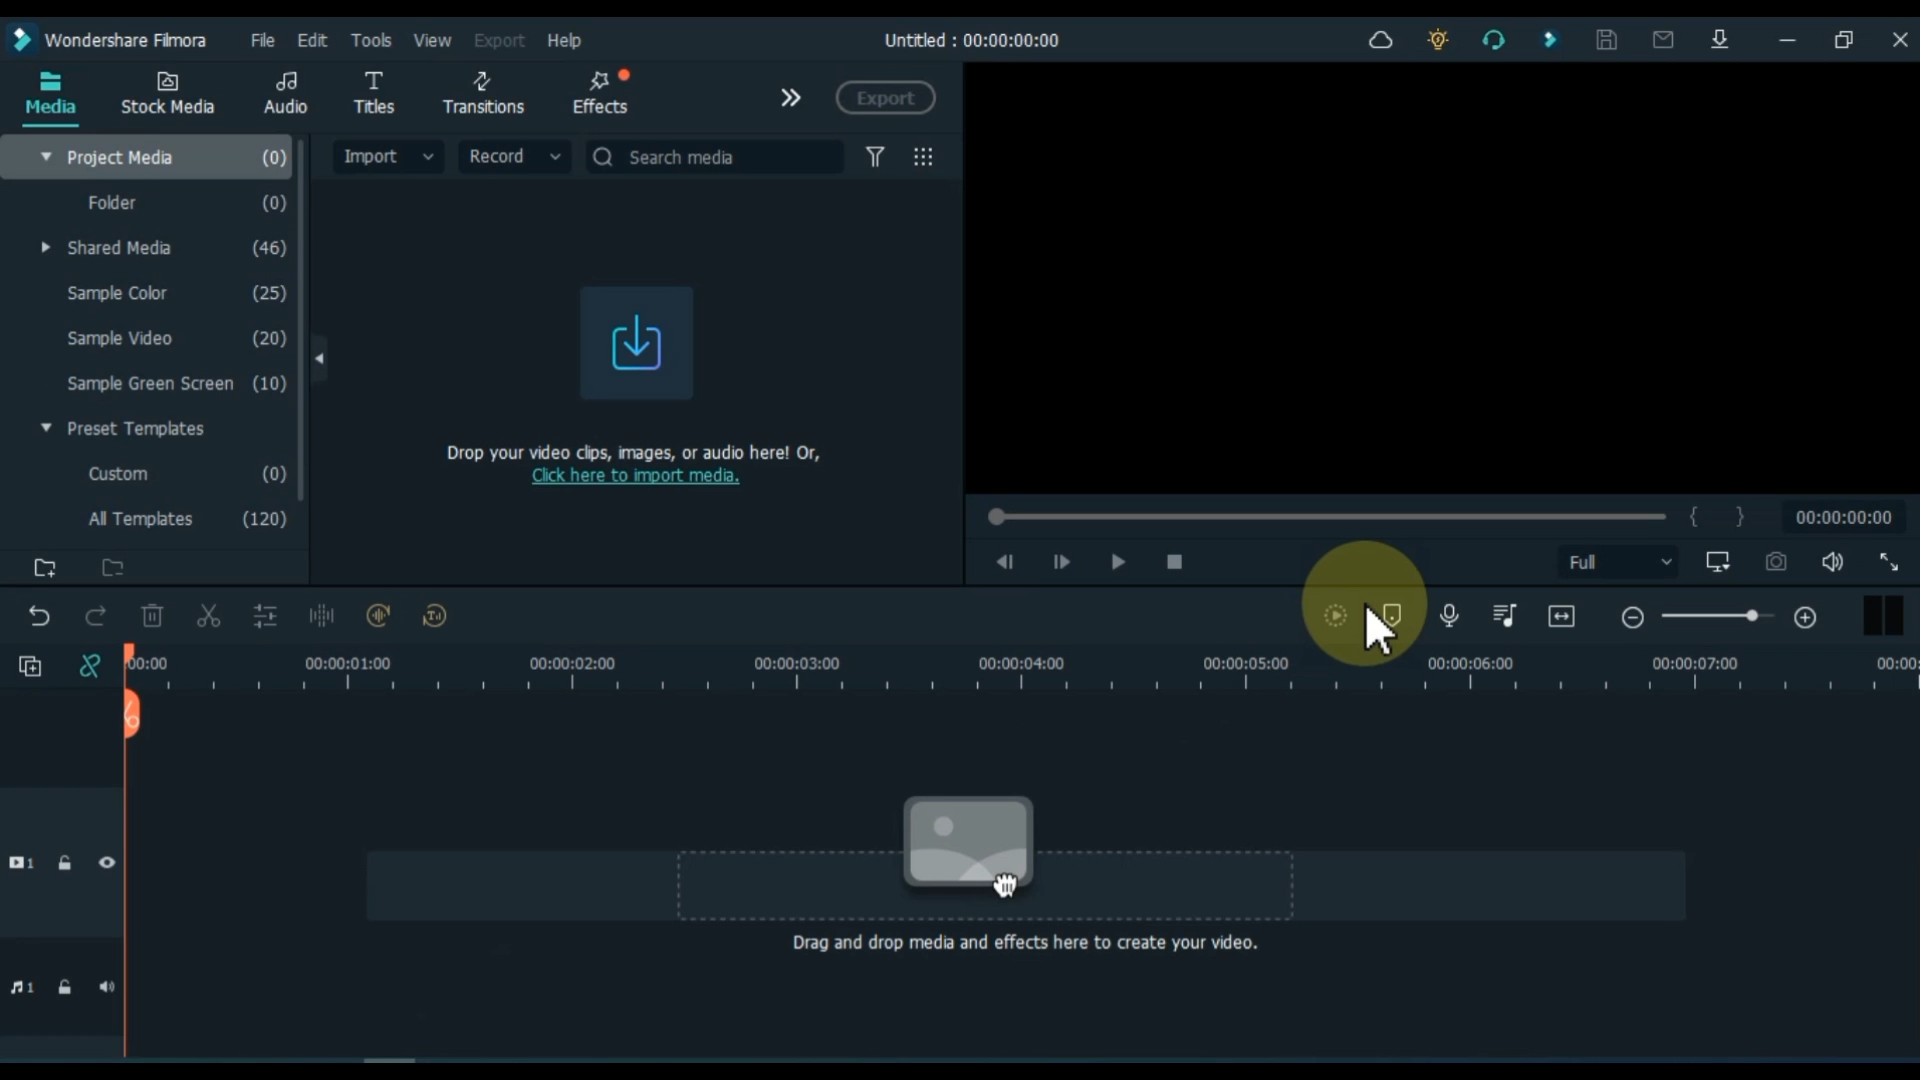 Wondershare Filmora File Edit Tools View Export Help Untitled : 00:00:00:00
Media Stock Media Audio Titles Transitions Effects Export
Project Media (0) Import Record Search media
Folder (0)
Shared Media (46)
Sample Color (25)
Sample Video (20)
Sample Green Screen (10)
Preset Templates
Custom (0)
All Templates (120)
Drop your video clips, images, or audio here! Or,
Click here to import media.
{ } 00:00:00:00
Full
00:00 00:00:01:00 00:00:02:00 00:00:03:00 00:00:04:00 00:00:05:00 00:00:06:00 00:00:07:00 00:00:
1
Drag and drop media and effects here to create your video.
1